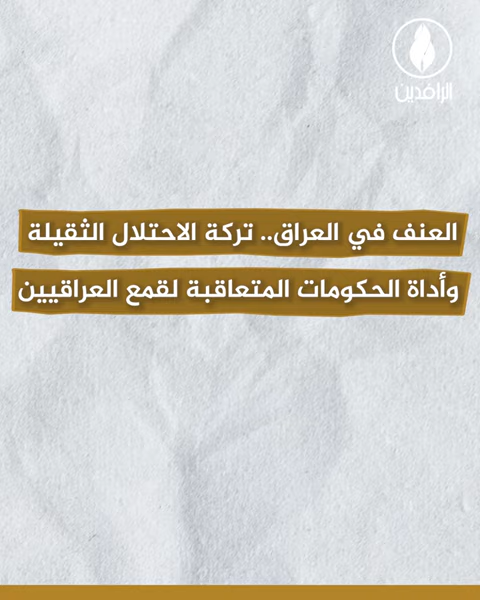 الرافدين
العنف في العراق.. تركة الاحتلال الثقيلة
وأداة الحكومات المتعاقبة لقمع العراقيين